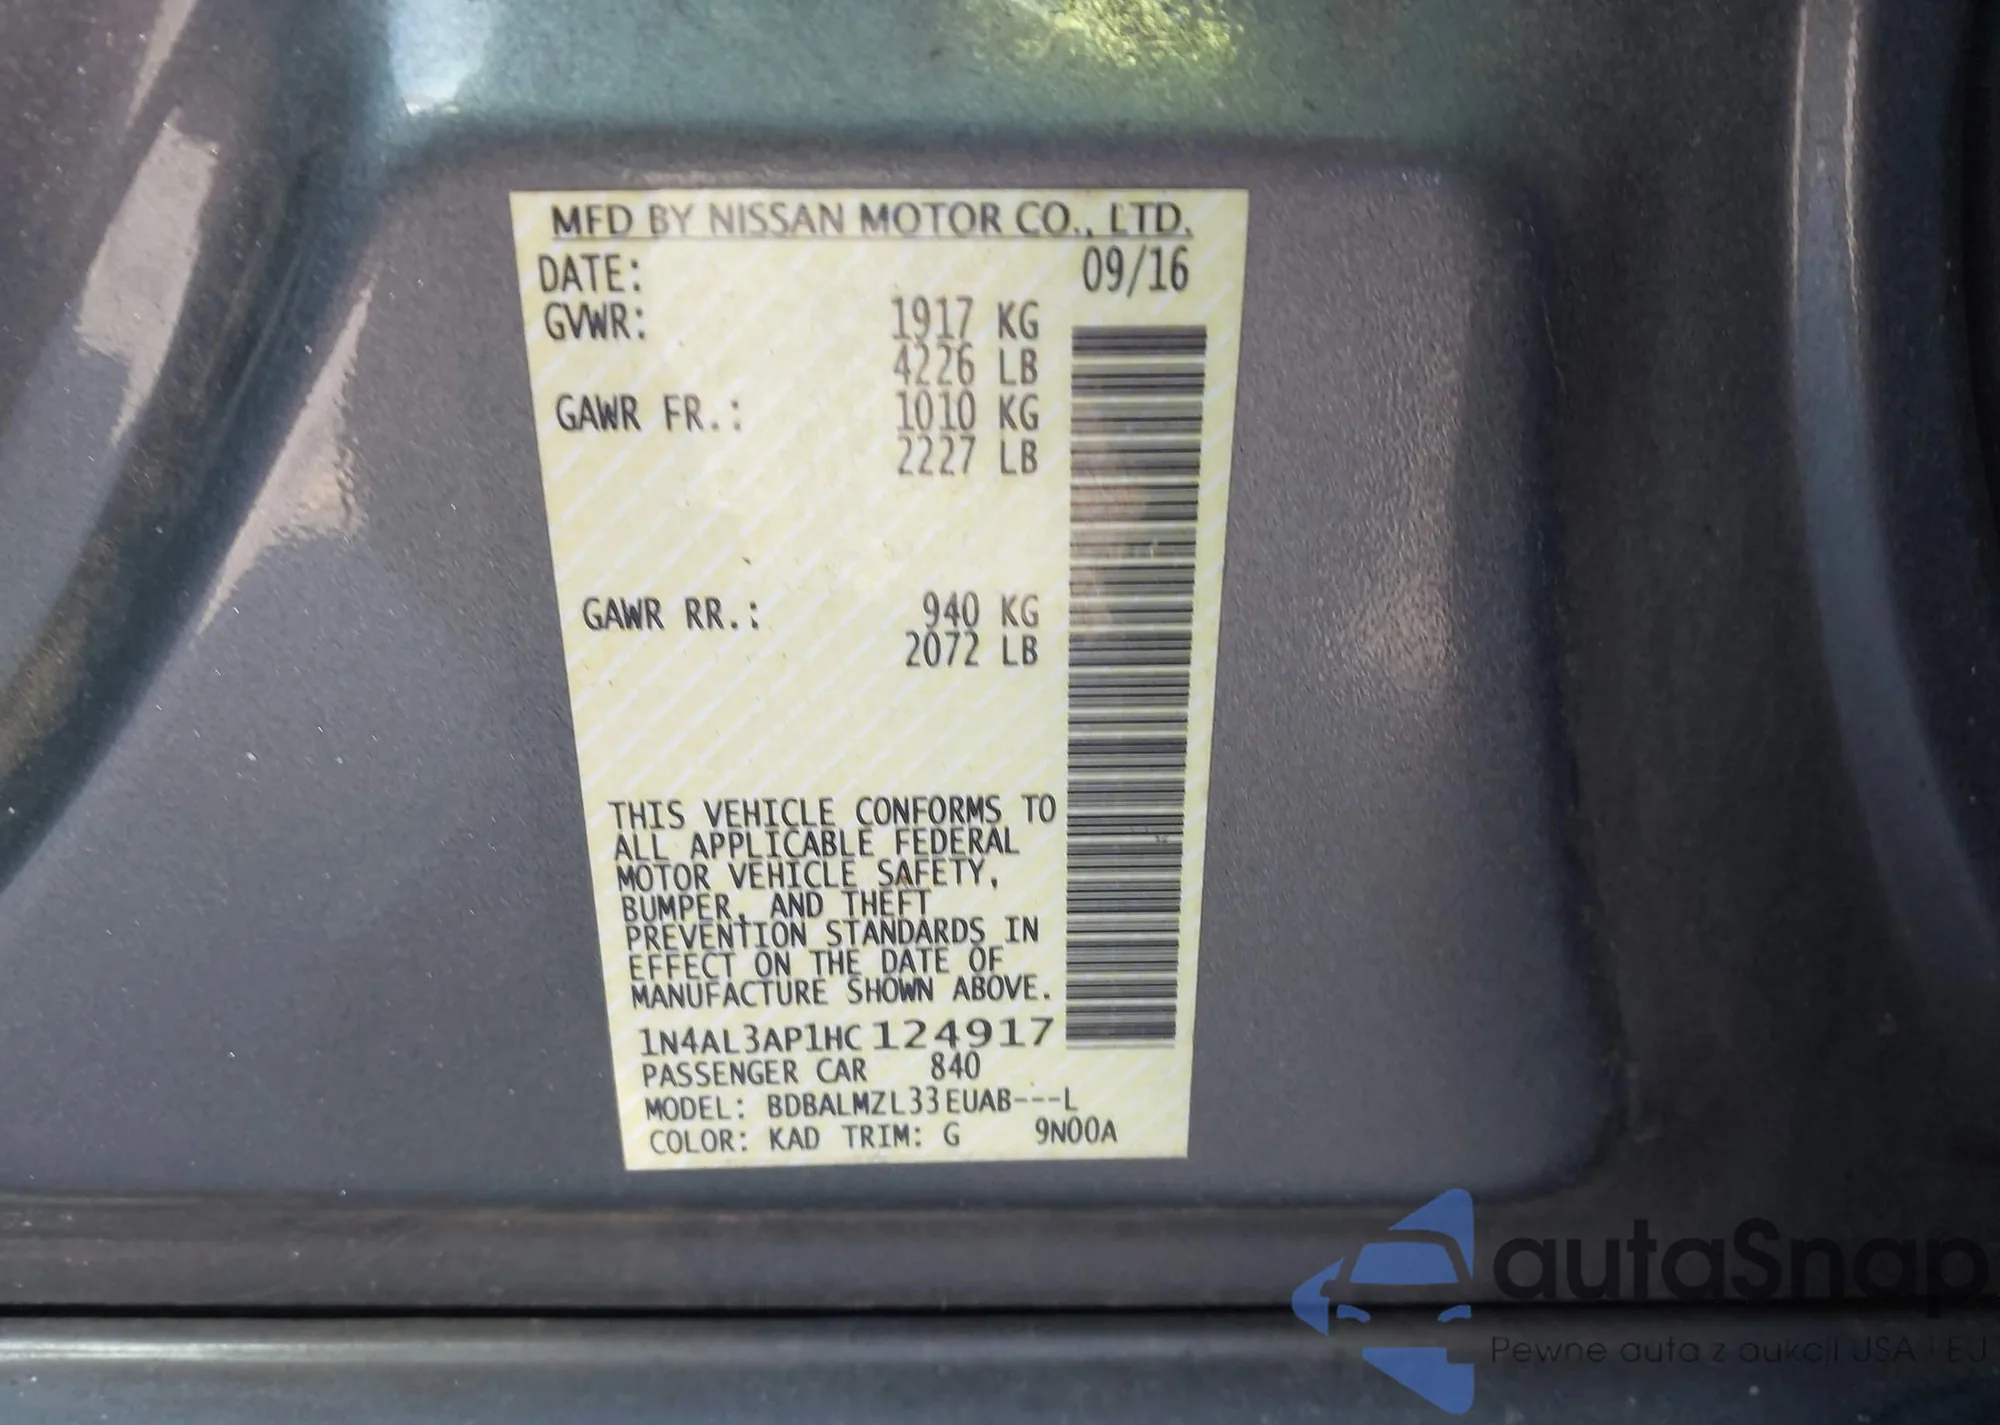 MFD BY NISSAN MOTOR CO., LTD.
DATE: 09/16
GVWR: 1917 KG
4226 LB
GAWR FR.: 1010 KG
2227 LB
GAWR RR.: 940 KG
2072 LB
THIS VEHICLE CONFORMS TO
ALL APPLICABLE FEDERAL
MOTOR VEHICLE SAFETY,
BUMPER, AND THEFT
PREVENTION STANDARDS IN
EFFECT ON THE DATE OF
MANUFACTURE SHOWN ABOVE.
1N4AL3AP1HC124917
PASSENGER CAR 840
MODEL: BDBALMZL33EUAB---L
COLOR: KAD TRIM: G 9N00A
autaSnap
Pewne auta z aukcji USA i EJ